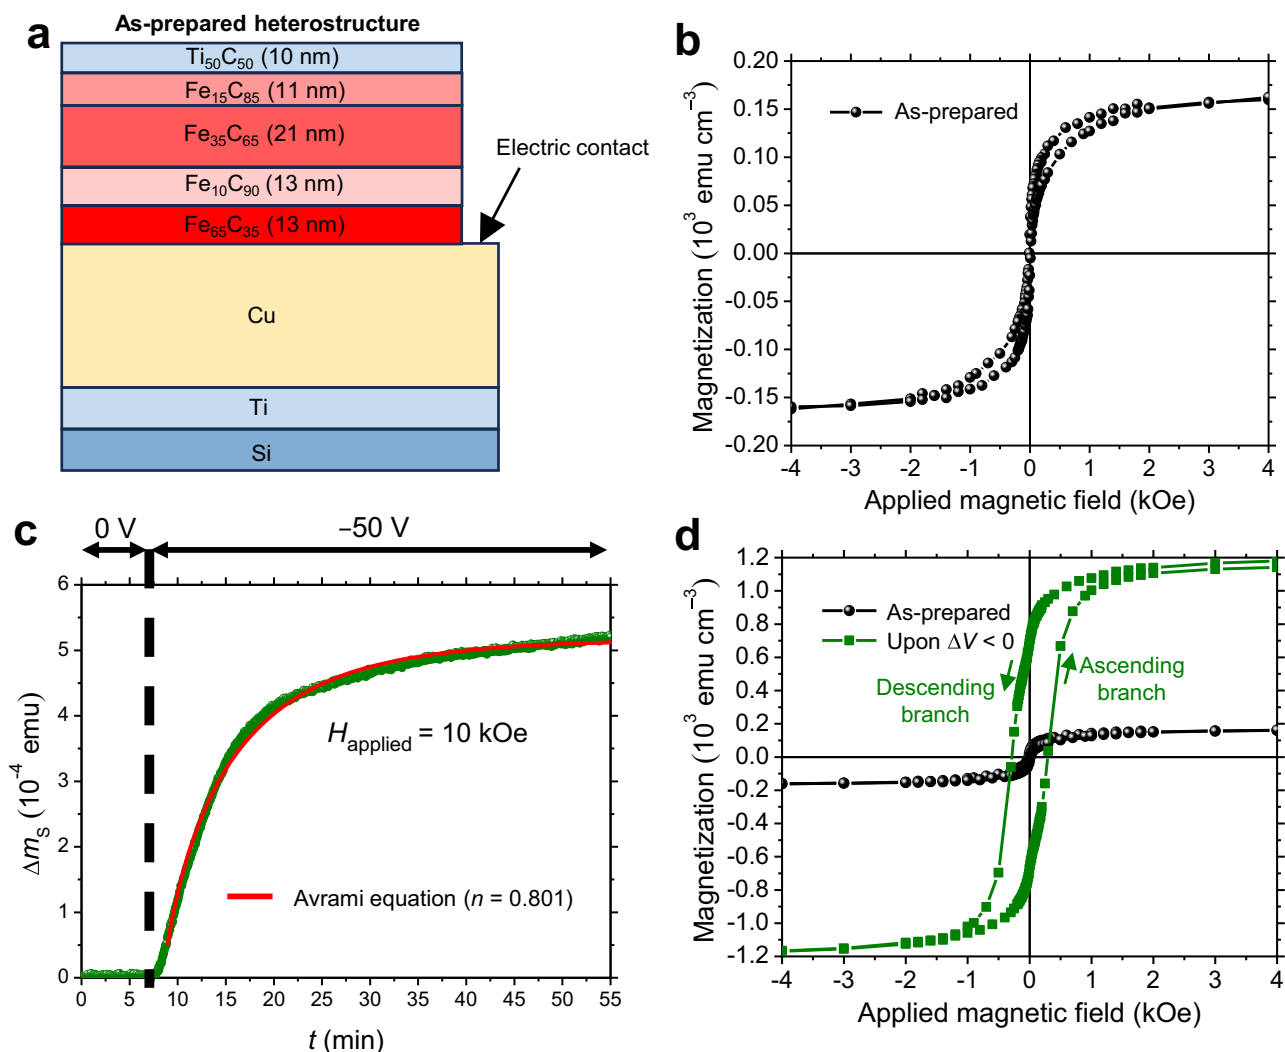 a
As-prepared heterostructure
Ti50C50 (10 nm)
Fe15C85 (11 nm)
Fe35C65 (21 nm)
Fe10C90 (13 nm)
Fe65C35 (13 nm)
Electric contact
Cu
Ti
Si
b
0.20
0.15
0.10
0.05
0.00
-0.05
-0.10
-0.15
-0.20
Magnetization (10³ emu cm⁻³)
As-prepared
-4 -3 -2 -1 0 1 2 3 4
Applied magnetic field (kOe)
c
0 V
–50 V
6
5
4
3
2
1
0
Δms (10⁻⁴ emu)
Happlied = 10 kOe
Avrami equation (n = 0.801)
0 5 10 15 20 25 30 35 40 45 50 55
t (min)
d
1.2
1.0
0.8
0.6
0.4
0.2
0.0
-0.2
-0.4
-0.6
-0.8
-1.0
-1.2
Magnetization (10³ emu cm⁻³)
As-prepared
Upon ΔV < 0
Descending
branch
Ascending
branch
-4 -3 -2 -1 0 1 2 3 4
Applied magnetic field (kOe)